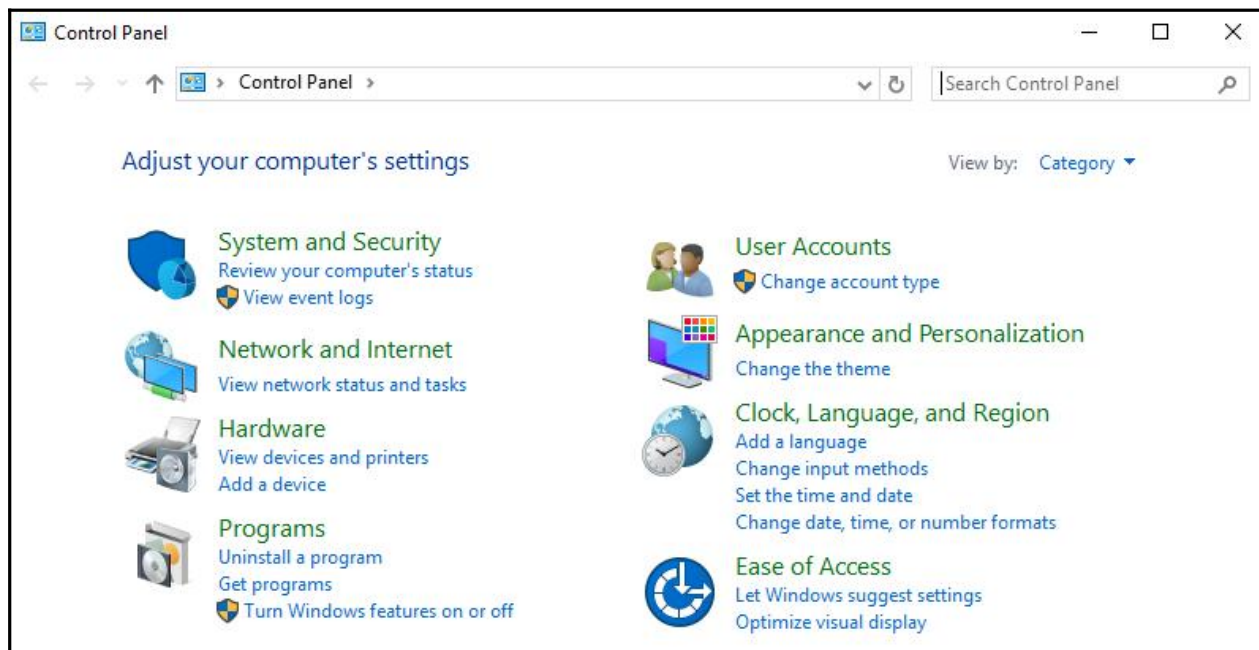 Control Panel
Control Panel
Search Control Panel
Adjust your computer's settings
View by: Category
System and Security
Review your computer's status
View event logs
Network and Internet
View network status and tasks
Hardware
View devices and printers
Add a device
Programs
Uninstall a program
Get programs
Turn Windows features on or off
User Accounts
Change account type
Appearance and Personalization
Change the theme
Clock, Language, and Region
Add a language
Change input methods
Set the time and date
Change date, time, or number formats
Ease of Access
Let Windows suggest settings
Optimize visual display